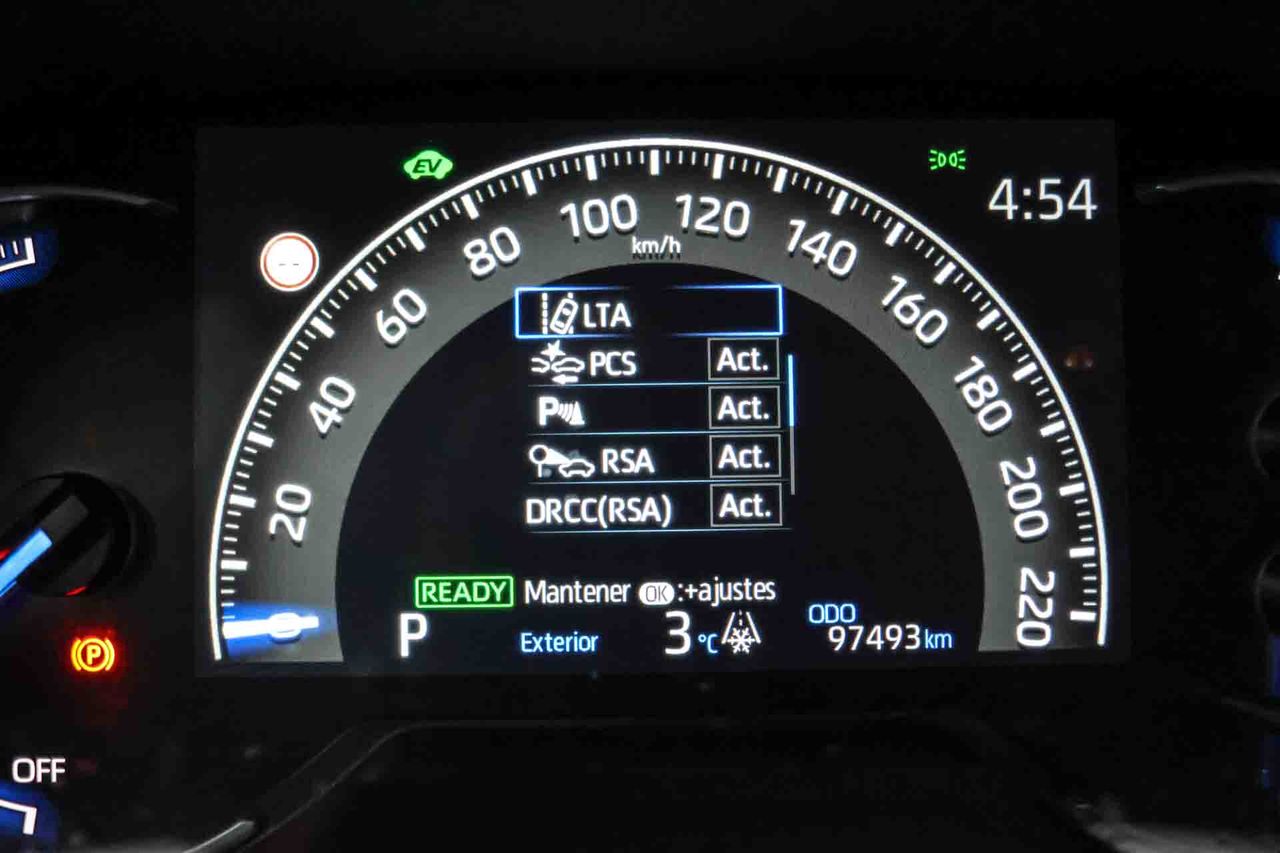 EV
4:54
--
20
40
60
80
100
120
140
160
180
200
220
km/h
LTA
PCS Act.
P Act.
RSA Act.
DRCC(RSA) Act.
READY Mantener OK:+ajustes
P Exterior 3 °C ODO
97493 km
P
OFF